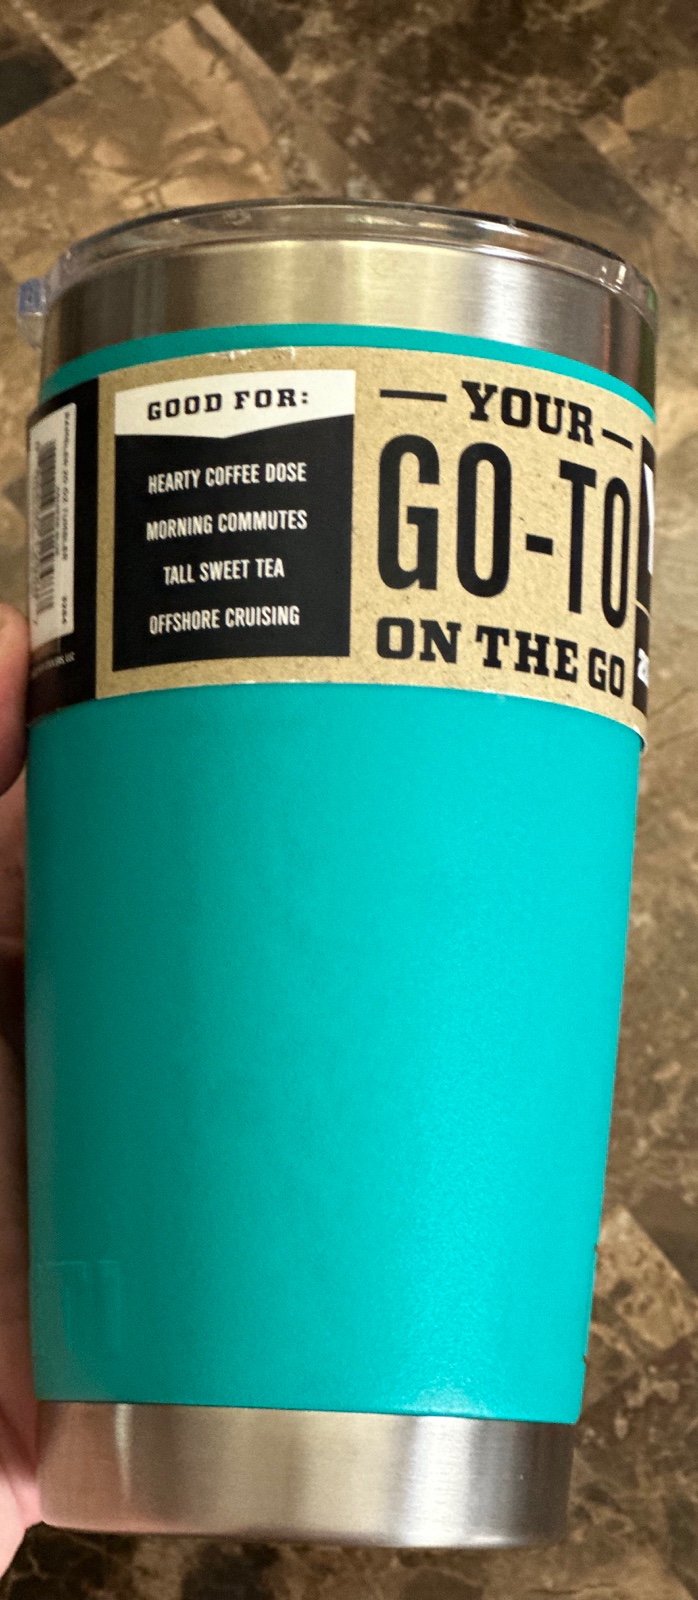 GOOD FOR:
HEARTY COFFEE DOSE
MORNING COMMUTES
TALL SWEET TEA
OFFSHORE CRUISING
YOUR
GO-TO
ON THE GO